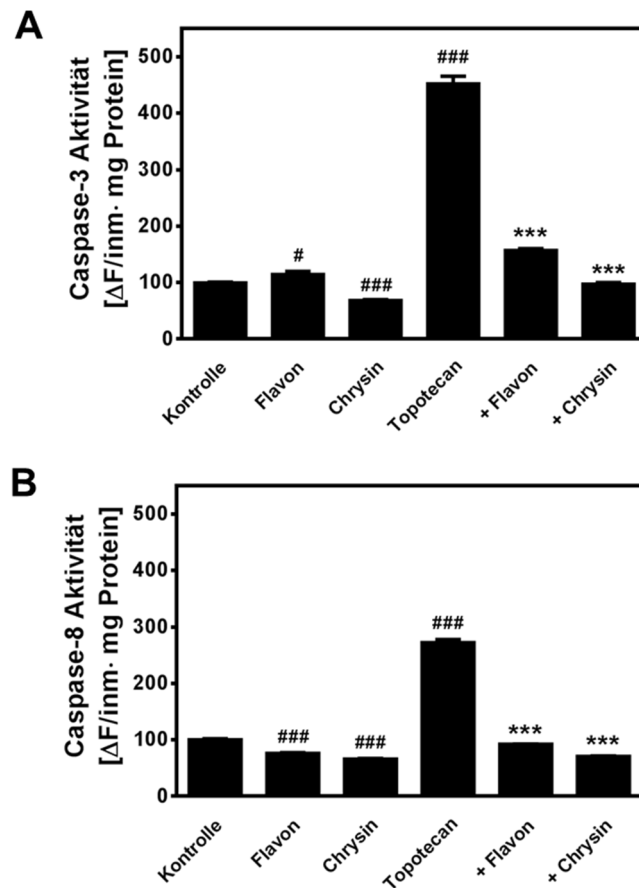 A
Caspase-3 Aktivität
[ΔF/inm· mg Protein]
500
400
300
200
100
0
#
###
###
***
***
Kontrolle
Flavon
Chrysin
Topotecan
+ Flavon
+ Chrysin
B
Caspase-8 Aktivität
[ΔF/inm· mg Protein]
500
400
300
200
100
0
###
###
###
***
***
Kontrolle
Flavon
Chrysin
Topotecan
+ Flavon
+ Chrysin